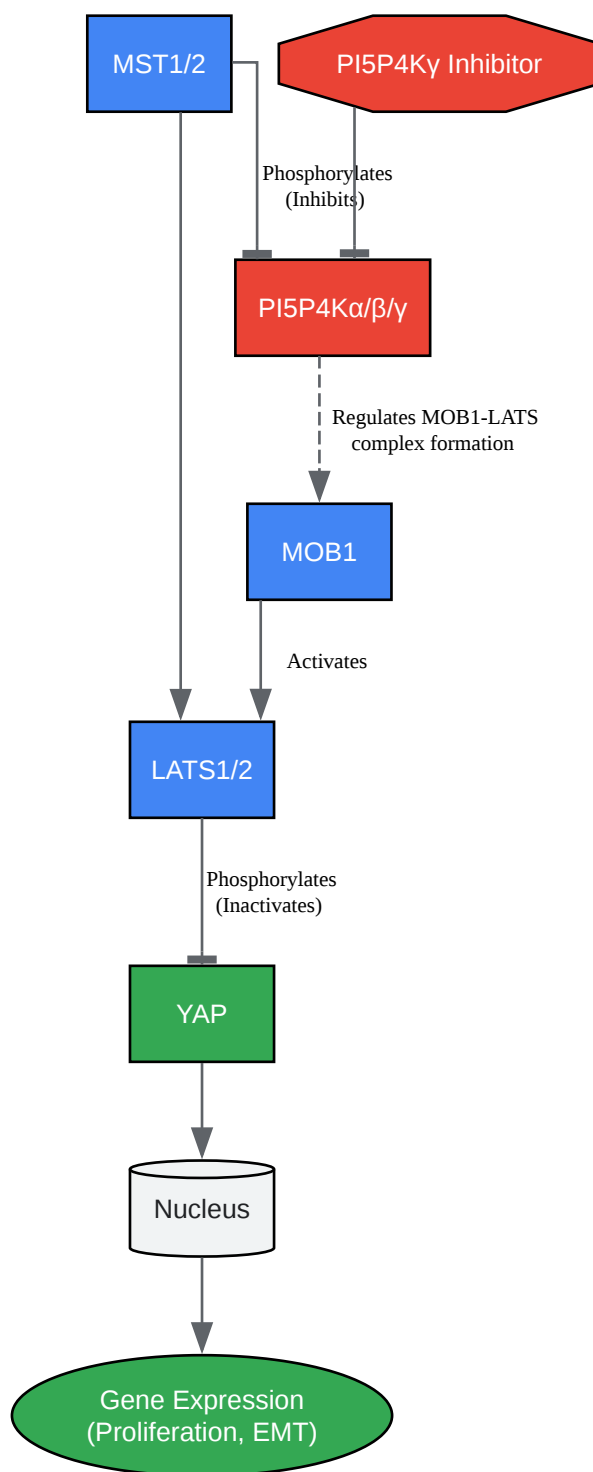 MST1/2
PI5P4Kγ Inhibitor
Phosphorylates
(Inhibits)
PI5P4Kα/β/γ
Regulates MOB1-LATS
complex formation
MOB1
Activates
LATS1/2
Phosphorylates
(Inactivates)
YAP
Nucleus
Gene Expression
(Proliferation, EMT)